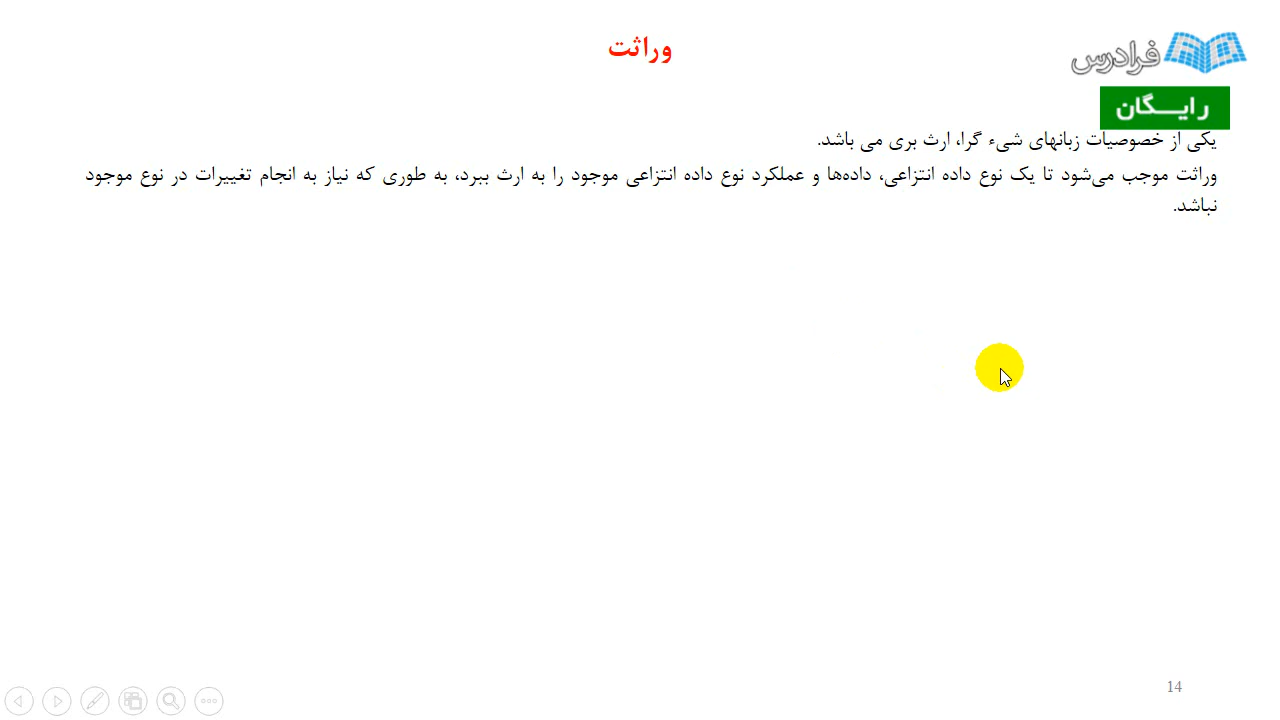 وراثت
فرادرس
رایگان
یکی از خصوصیات زبانهای شیء گرا، ارث بری می باشد.
وراثت موجب می‌شود تا یک نوع داده انتزاعی، داده‌ها و عملکرد نوع داده انتزاعی موجود را به ارث ببرد، به طوری که نیاز به انجام تغییرات در نوع موجود
نباشد.
14